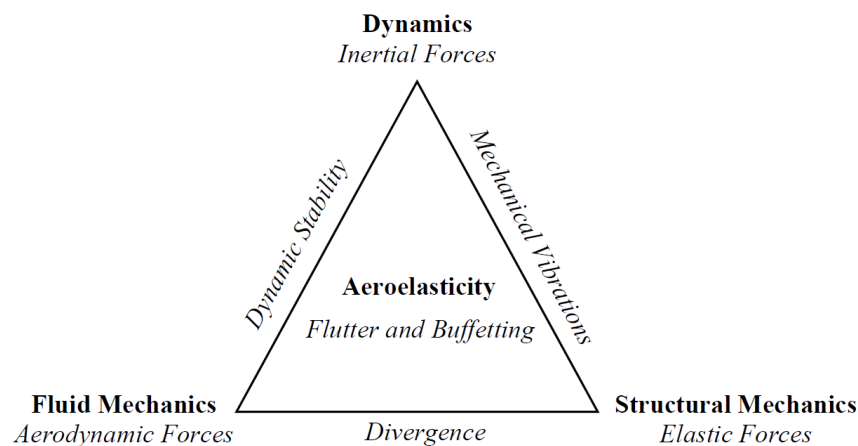 Dynamics
Inertial Forces
Dynamic Stability
Mechanical Vibrations
Aeroelasticity
Flutter and Buffetting
Fluid Mechanics
Aerodynamic Forces
Divergence
Structural Mechanics
Elastic Forces